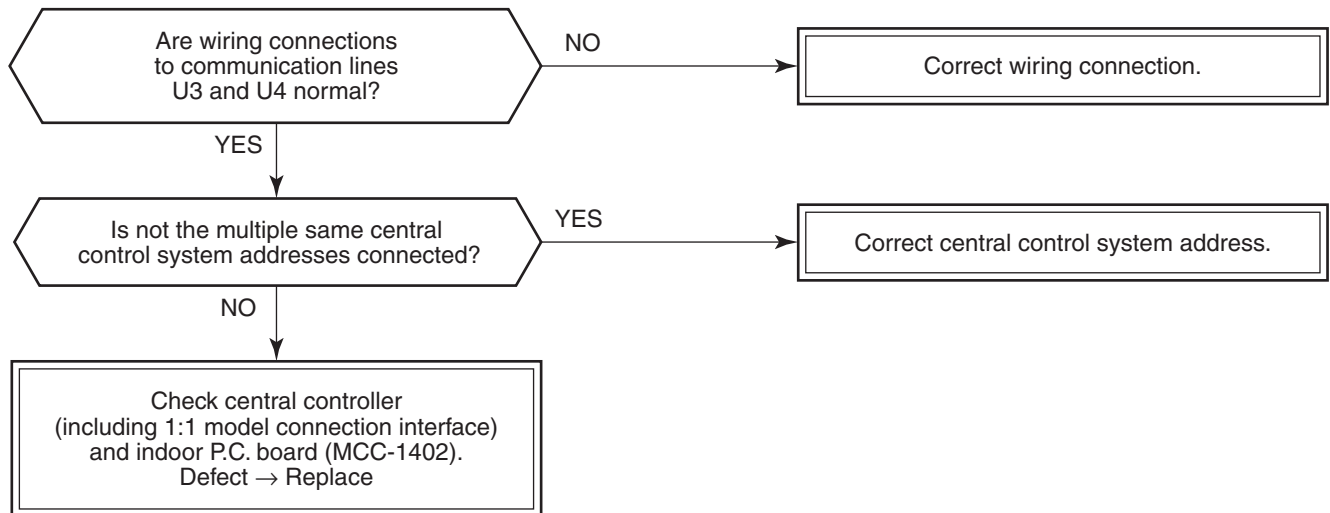 Are wiring connections
to communication lines
U3 and U4 normal?
NO
Correct wiring connection.
YES
Is not the multiple same central
control system addresses connected?
YES
Correct central control system address.
NO
Check central controller
(including 1:1 model connection interface)
and indoor P.C. board (MCC-1402).
Defect → Replace